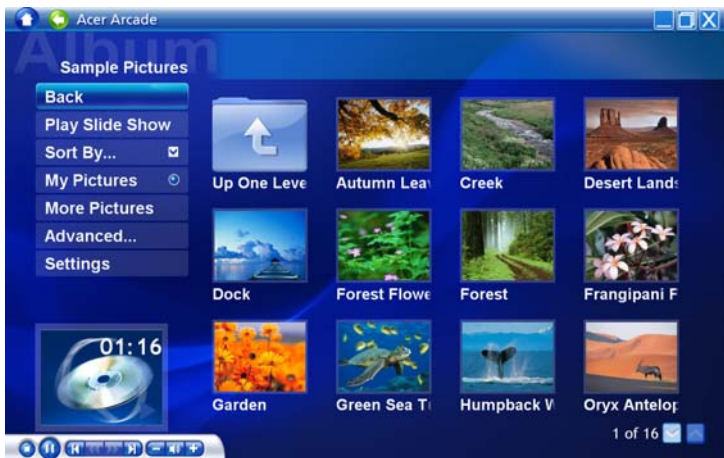 Acer Arcade
Album
Sample Pictures
Back
Play Slide Show
Sort By...
My Pictures
More Pictures
Advanced...
Settings
Up One Leve
Autumn Lea
Creek
Desert Lands
Dock
Forest Flowe
Forest
Frangipani F
Garden
Green Sea T
Humpback W
Oryx Antelop
01:16
1 of 16